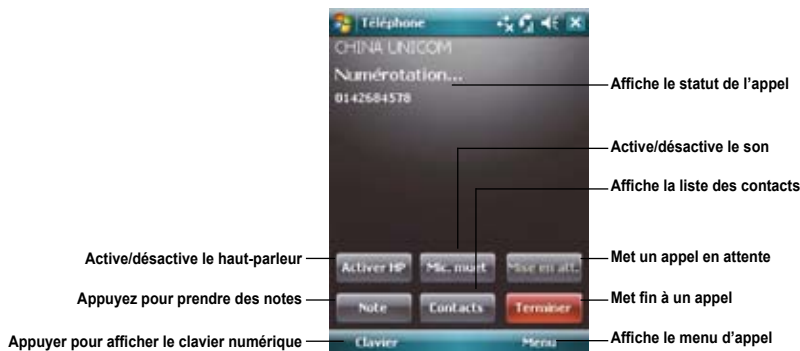 Téléphone
CHINA UNICOM
Numérotation...
0142684578
Affiche le statut de l'appel
Active/désactive le son
Affiche la liste des contacts
Active/désactive le haut-parleur
Activer HP
Mic. muet
Mise en att.
Met un appel en attente
Appuyez pour prendre des notes
Note
Contacts
Terminer
Met fin à un appel
Appuyer pour afficher le clavier numérique
Clavier
Menu
Affiche le menu d'appel